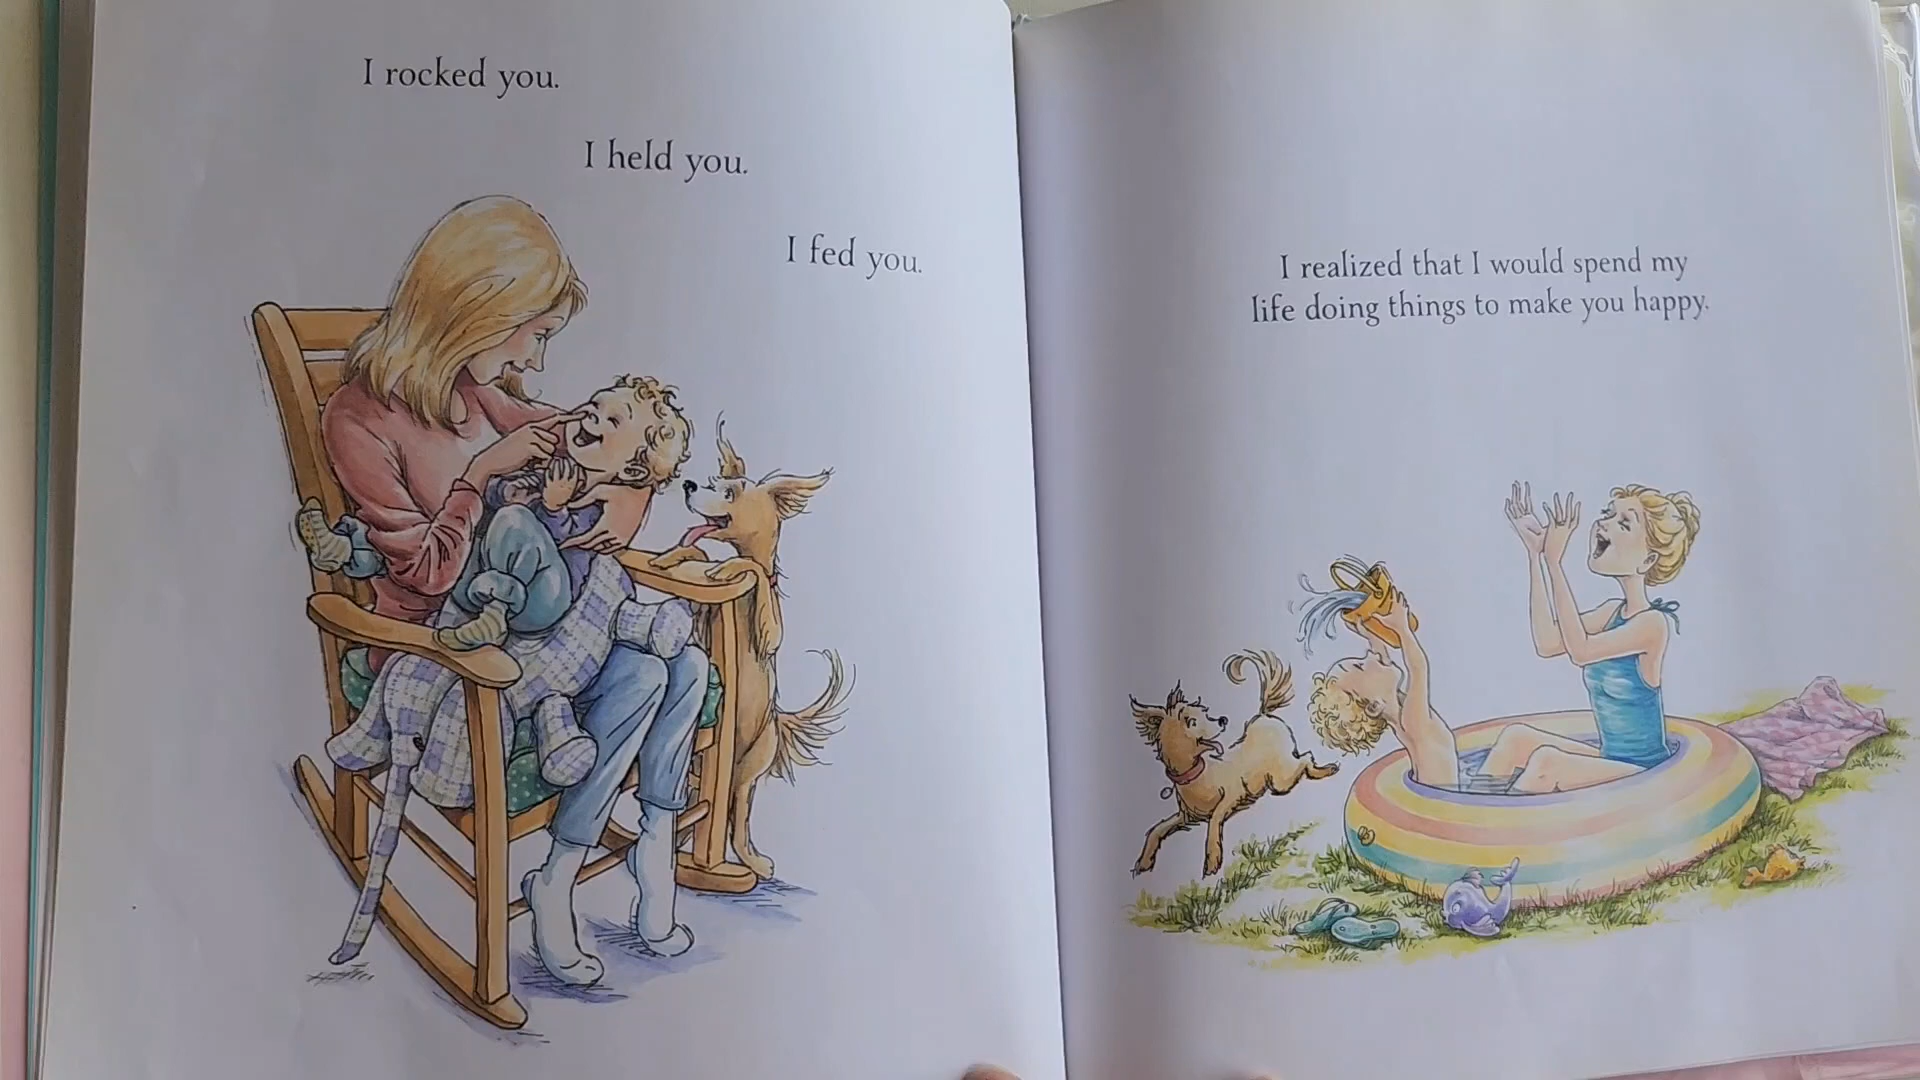 I rocked you.
I held you.
I fed you.
I realized that I would spend my
life doing things to make you happy.